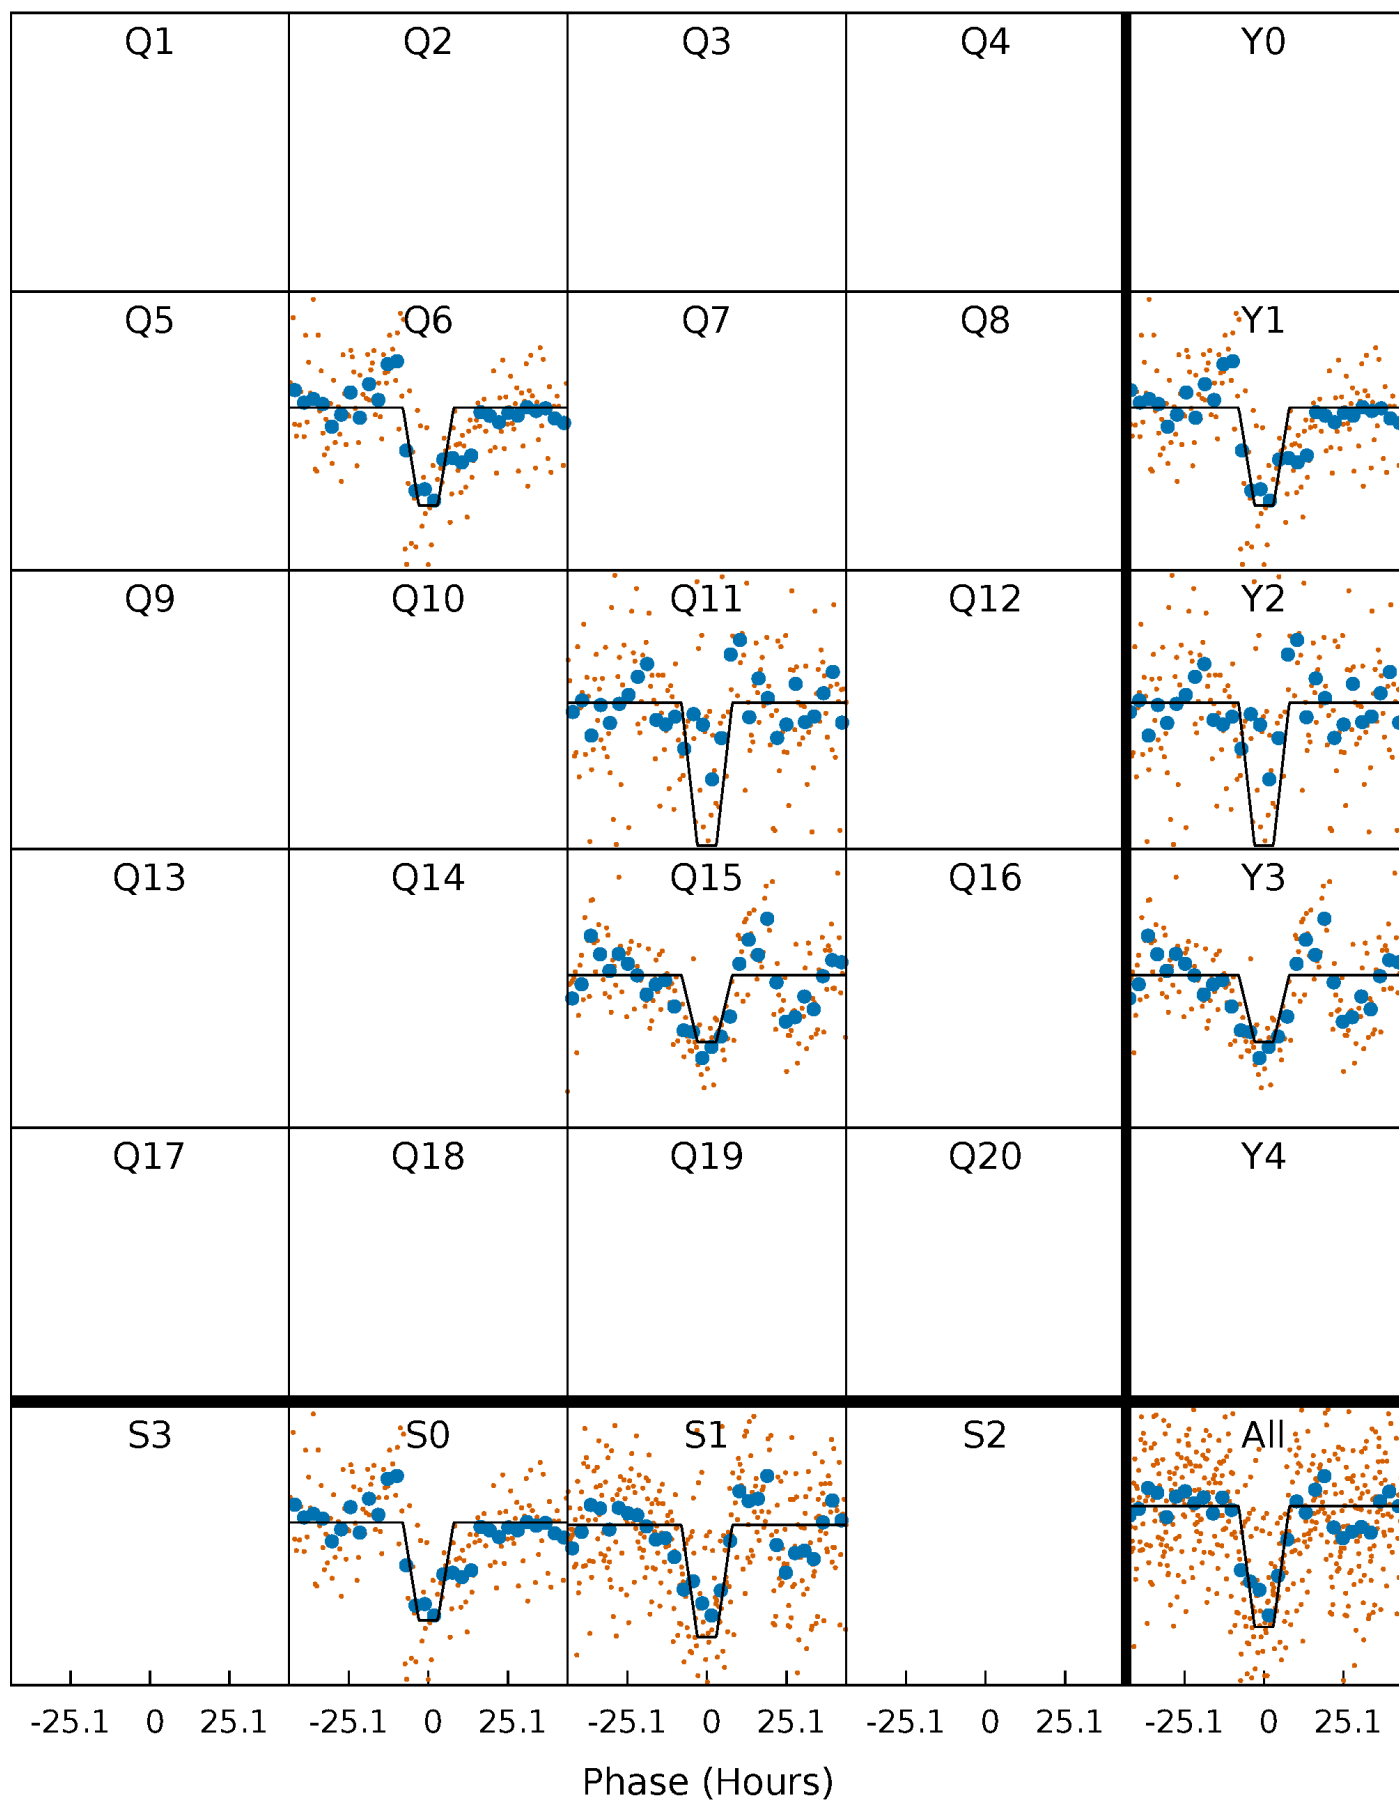 Q1 Q2 Q3 Q4 Y0
Q5 Q6 Q7 Q8 Y1
Q9 Q10 Q11 Q12 Y2
Q13 Q14 Q15 Q16 Y3
Q17 Q18 Q19 Q20 Y4
S3 S0 S1 S2 All
-25.1 0 25.1 -25.1 0 25.1 -25.1 0 25.1 -25.1 0 25.1 -25.1 0 25.1
Phase (Hours)